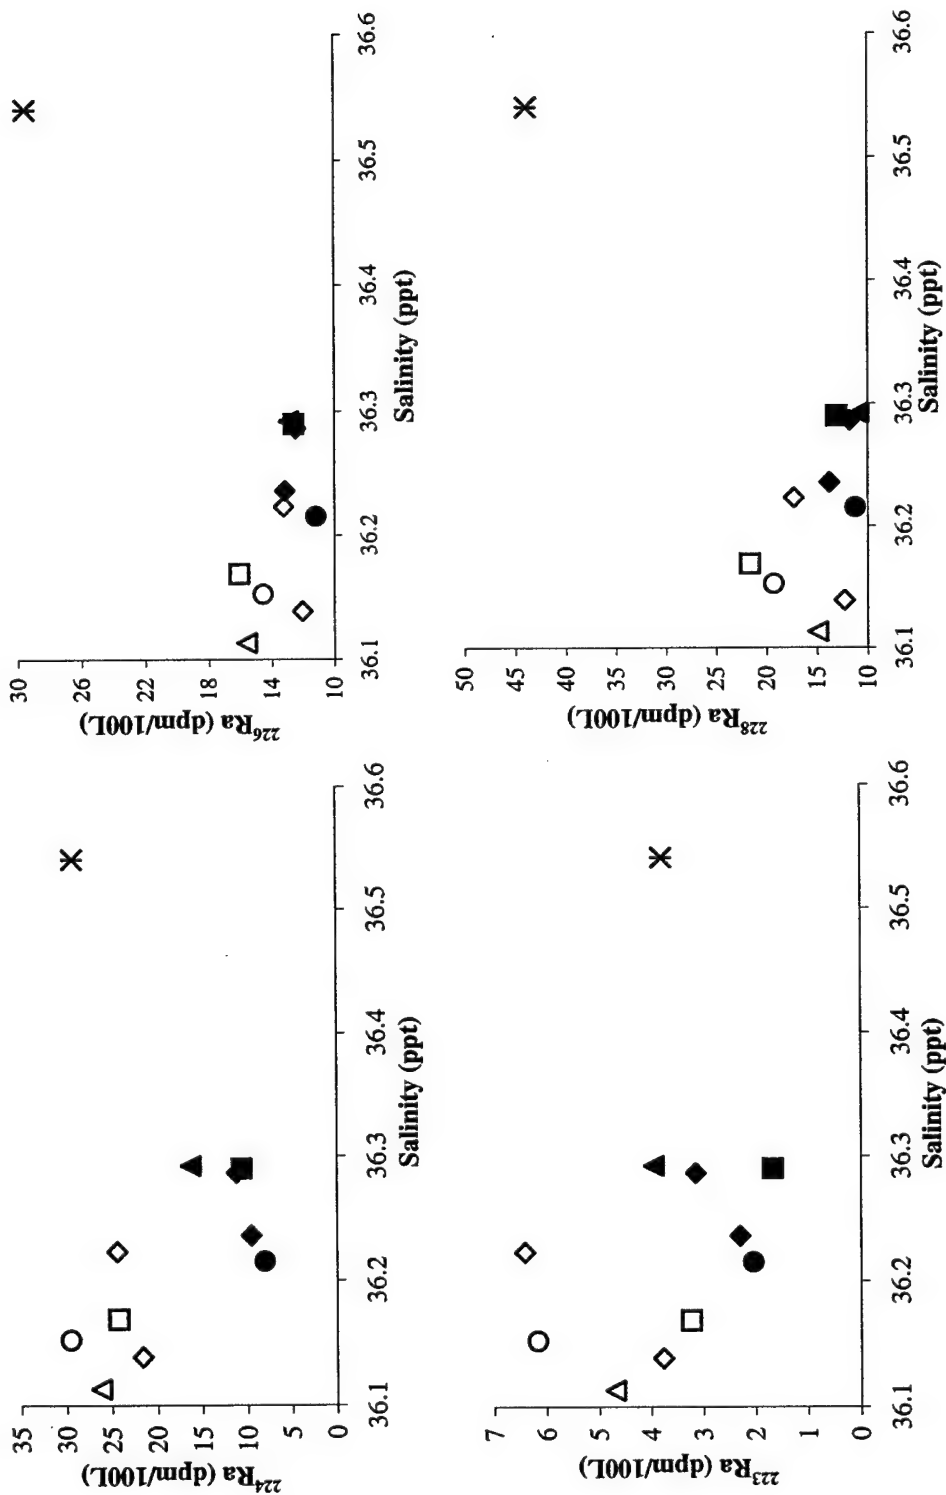 ²²⁴Ra (dpm/100L)
35
30
25
20
15
10
5
0
36.1 36.2 36.3 36.4 36.5 36.6
Salinity (ppt)
²²⁶Ra (dpm/100L)
30
26
22
18
14
10
36.1 36.2 36.3 36.4 36.5 36.6
Salinity (ppt)
²²³Ra (dpm/100L)
7
6
5
4
3
2
1
0
36.1 36.2 36.3 36.4 36.5 36.6
Salinity (ppt)
²²⁸Ra (dpm/100L)
50
45
40
35
30
25
20
15
10
36.1 36.2 36.3 36.4 36.5 36.6
Salinity (ppt)